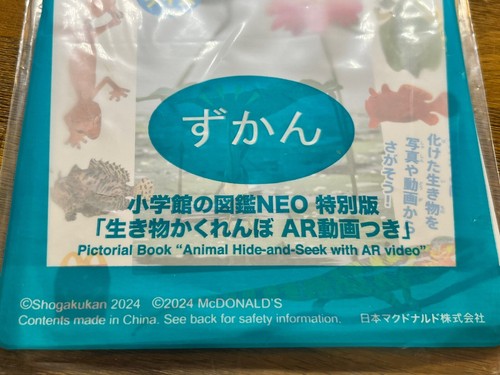 ずかん
化けた生き物を
写真や動画から
さがそう!
小学館の図鑑NEO 特別版
「生き物かくれんぼ AR動画つき」
Pictorial Book “Animal Hide-and-Seek with AR video”
©Shogakukan 2024 ©2024 McDONALD'S
Contents made in China. See back for safety information.
日本マクドナルド株式会社